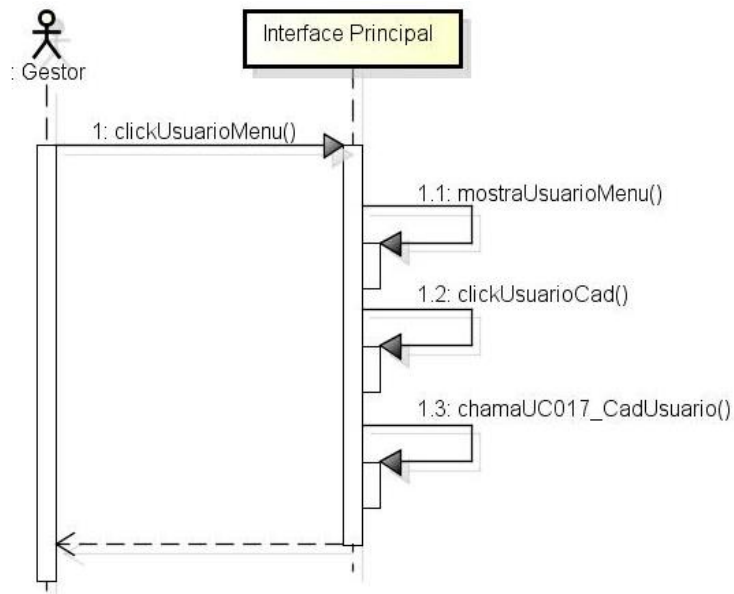 Interface Principal
: Gestor
1: clickUsuarioMenu()
1.1: mostraUsuarioMenu()
1.2: clickUsuarioCad()
1.3: chamaUC017_CadUsuario()